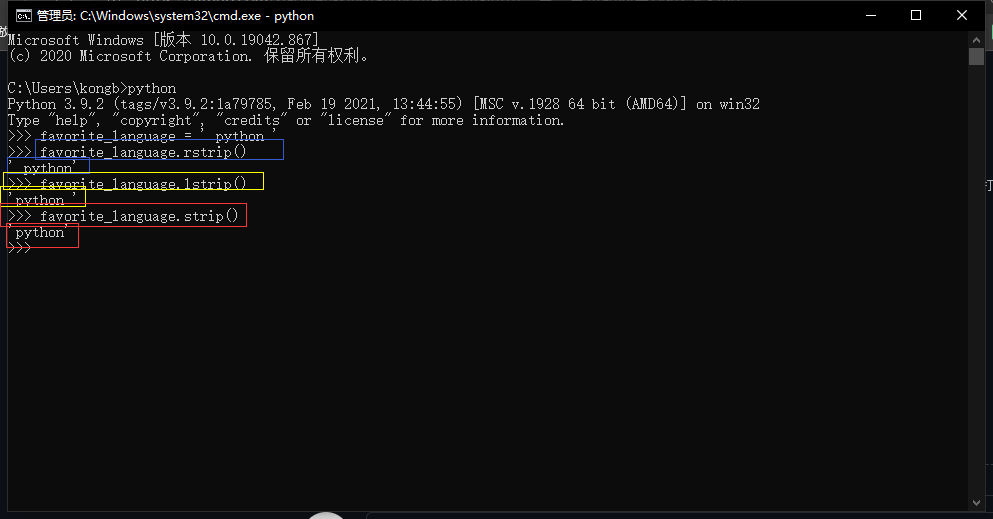 管理员: C:\Windows\system32\cmd.exe - python
Microsoft Windows [版本 10.0.19042.867]
(c) 2020 Microsoft Corporation. 保留所有权利。
C:\Users\kongb>python
Python 3.9.2 (tags/v3.9.2:1a79785, Feb 19 2021, 13:44:55) [MSC v.1928 64 bit (AMD64)] on win32
Type "help", "copyright", "credits" or "license" for more information.
>>> favorite_language = ' python '
>>> favorite_language.rstrip()
' python'
>>> favorite_language.lstrip()
'python '
>>> favorite_language.strip()
'python'
>>>